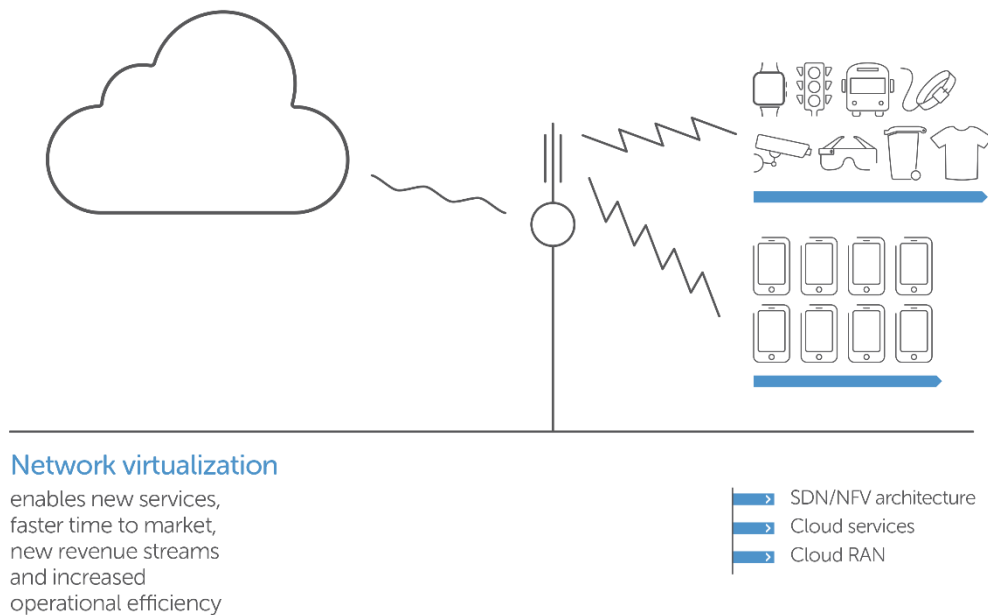 Network virtualization
enables new services,
faster time to market,
new revenue streams
and increased
operational efficiency
SDN/NFV architecture
Cloud services
Cloud RAN